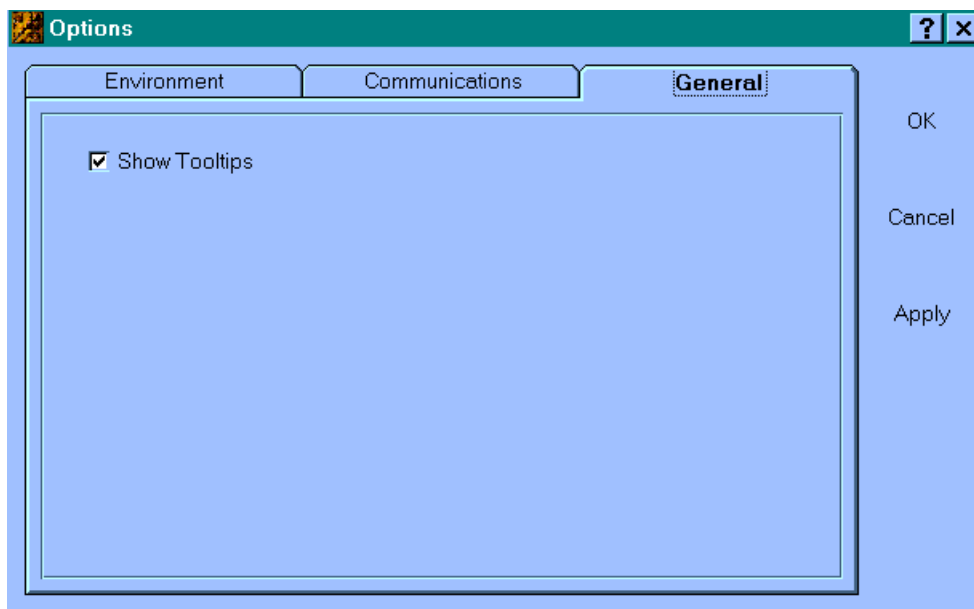 Options
Environment
Communications
General
Show Tooltips
OK
Cancel
Apply